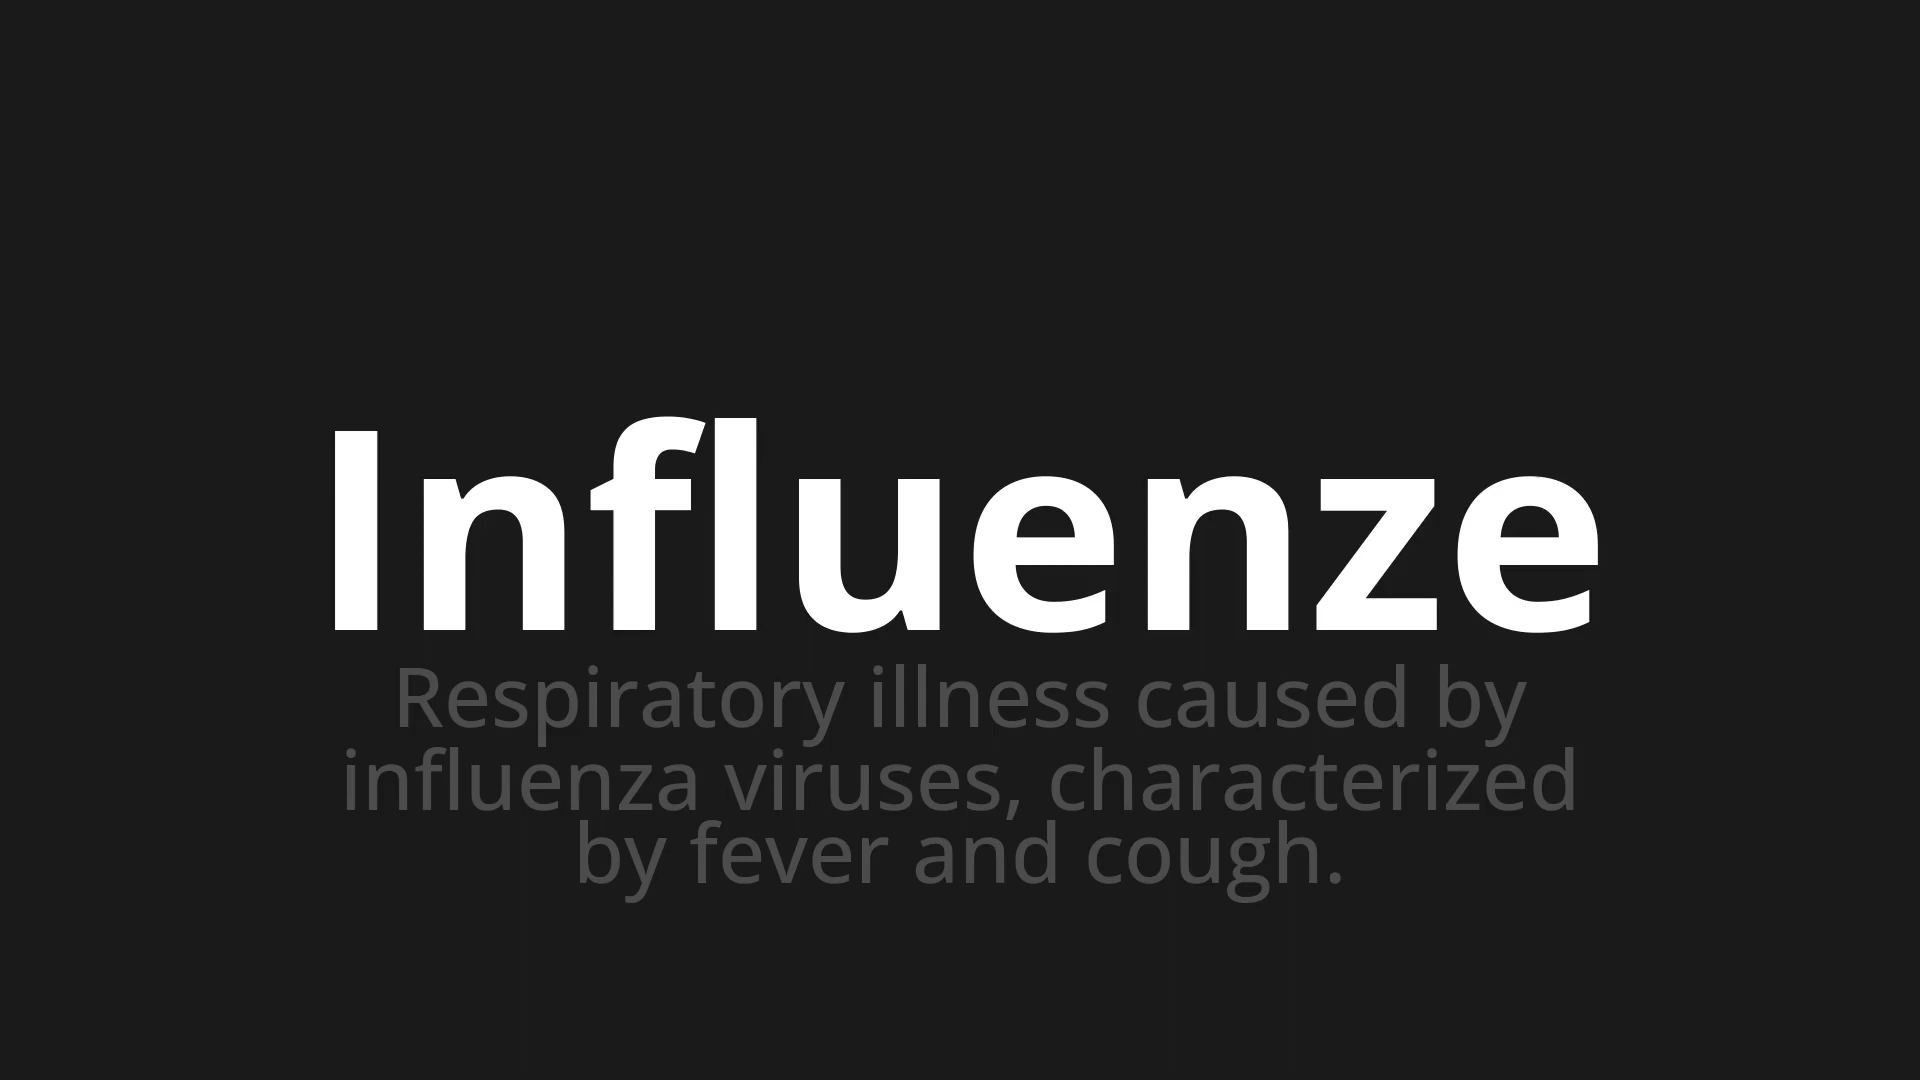 Influenze
Respiratory illness caused by
influenza viruses, characterized
by fever and cough.